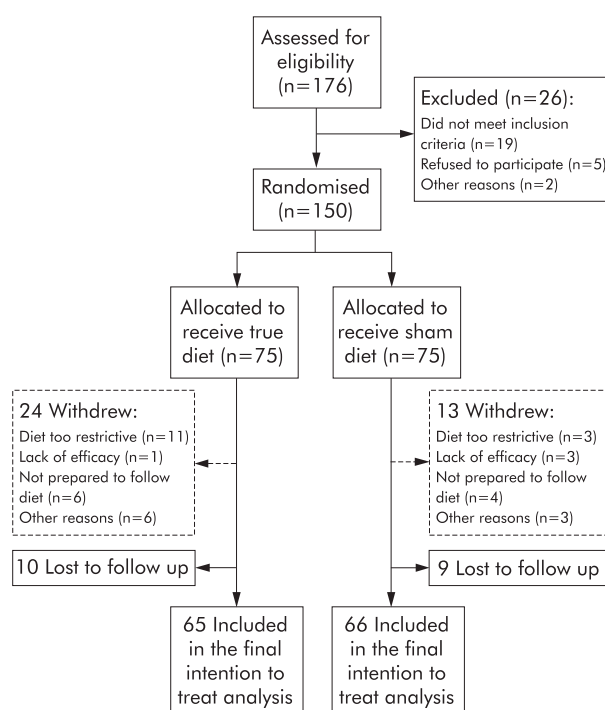 Assessed for
eligibility
(n=176)
Excluded (n=26):
Did not meet inclusion
criteria (n=19)
Refused to participate (n=5)
Other reasons (n=2)
Randomised
(n=150)
Allocated to
receive true
diet (n=75)
Allocated to
receive sham
diet (n=75)
24 Withdrew:
Diet too restrictive (n=11)
Lack of efficacy (n=1)
Not prepared to follow
diet (n=6)
Other reasons (n=6)
13 Withdrew:
Diet too restrictive (n=3)
Lack of efficacy (n=3)
Not prepared to follow
diet (n=4)
Other reasons (n=3)
10 Lost to follow up
9 Lost to follow up
65 Included
in the final
intention to
treat analysis
66 Included
in the final
intention to
treat analysis